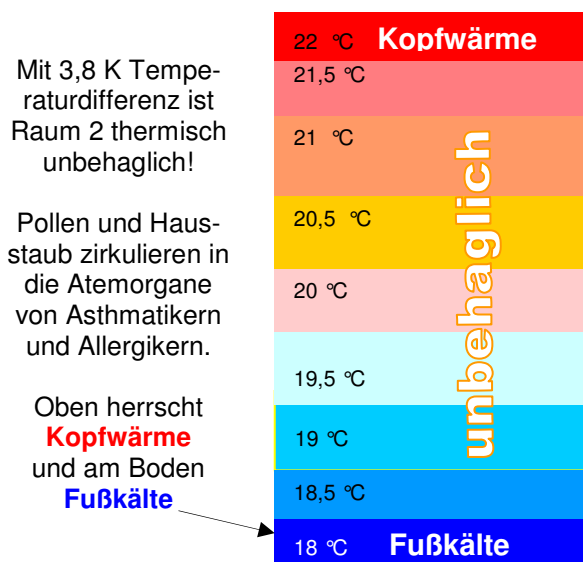 Mit 3,8 K Tempe-
raturdifferenz ist
Raum 2 thermisch
unbehaglich!
Pollen und Haus-
staub zirkulieren in
die Atemorgane
von Asthmatikern
und Allergikern.
Oben herrscht
Kopfwärme
und am Boden
Fußkälte
22 °C Kopfwärme
21,5 °C
21 °C
20,5 °C
20 °C
19,5 °C
19 °C
18,5 °C
18 °C Fußkälte
unbehaglich